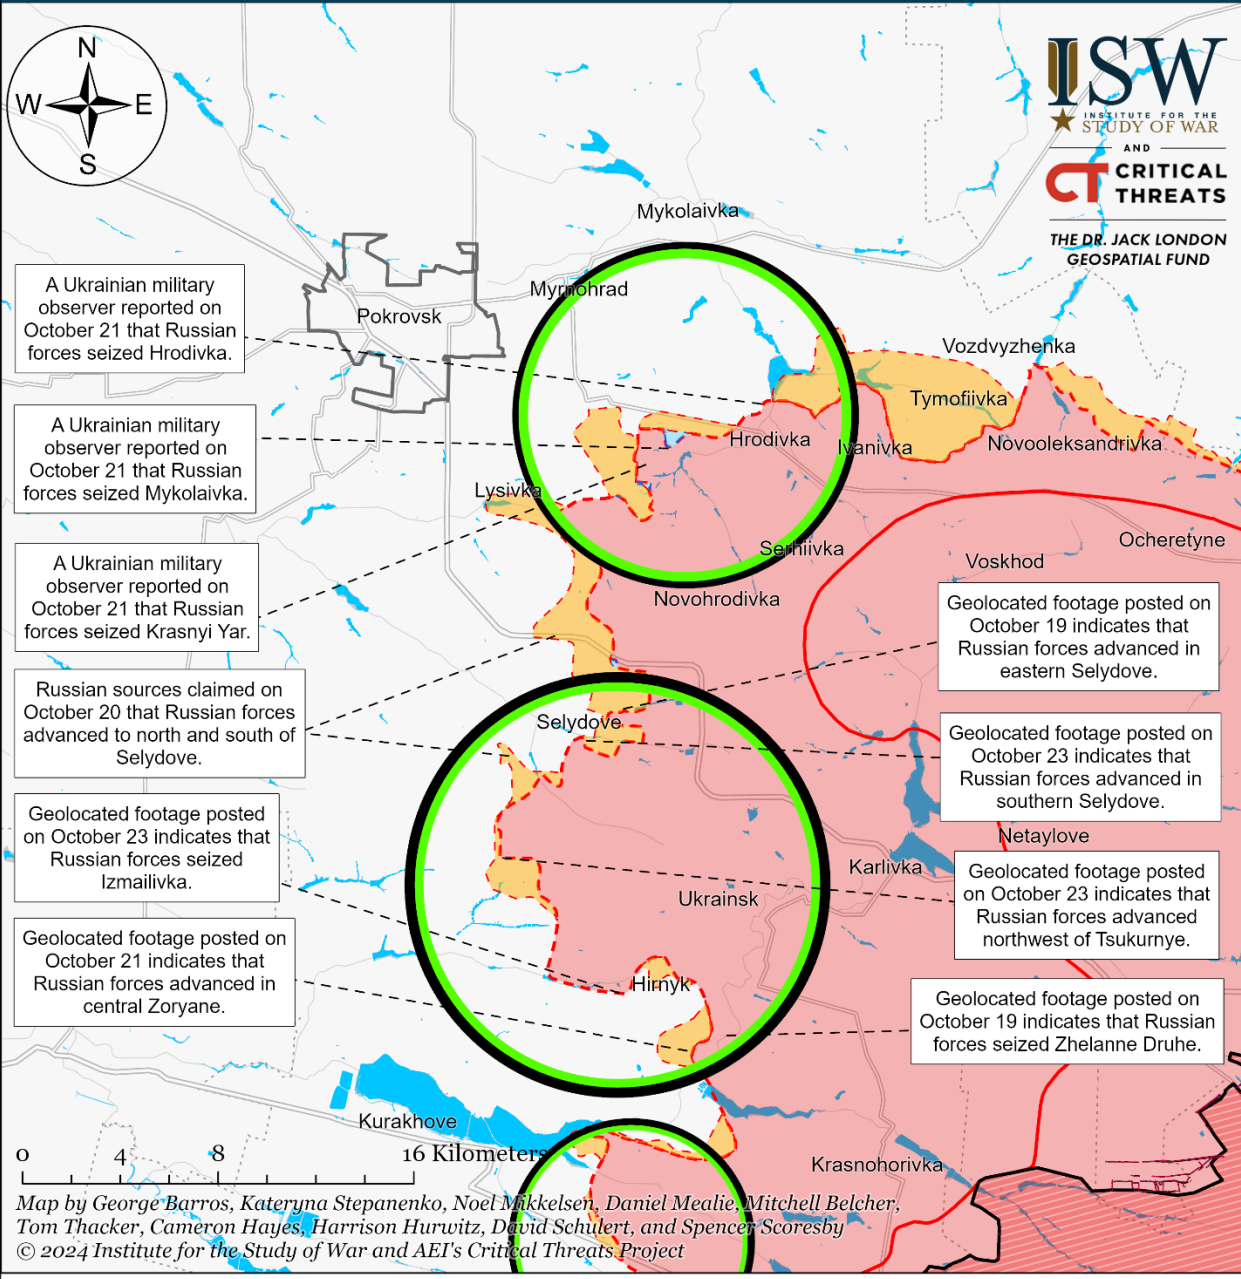 N
W E
S
ISW
INSTITUTE FOR THE
STUDY OF WAR
AND
CT CRITICAL
THREATS
THE DR. JACK LONDON
GEOSPATIAL FUND
Mykolaivka
Myrnohrad
Pokrovsk
Vozdvyzhenka
Tymofiivka
Hrodivka
Ivanivka
Novooleksandrivka
Lysivka
Serhiivka
Ocheretyne
Voskhod
Novohrodivka
Selydove
Netaylove
Karlivka
Ukrainsk
Hirnyk
Kurakhove
Krasnohorivka
A Ukrainian military
observer reported on
October 21 that Russian
forces seized Hrodivka.
A Ukrainian military
observer reported on
October 21 that Russian
forces seized Mykolaivka.
A Ukrainian military
observer reported on
October 21 that Russian
forces seized Krasnyi Yar.
Russian sources claimed on
October 20 that Russian forces
advanced to north and south of
Selydove.
Geolocated footage posted
on October 23 indicates that
Russian forces seized
Izmailivka.
Geolocated footage posted on
October 21 indicates that
Russian forces advanced in
central Zoryane.
Geolocated footage posted on
October 19 indicates that
Russian forces advanced in
eastern Selydove.
Geolocated footage posted on
October 23 indicates that
Russian forces advanced in
southern Selydove.
Geolocated footage posted
on October 23 indicates that
Russian forces advanced
northwest of Tsukurnye.
Geolocated footage posted on
October 19 indicates that Russian
forces seized Zhelanne Druhe.
0 4 8 16 Kilometers
Map by George Barros, Kateryna Stepanenko, Noel Mikkelsen, Daniel Mealie, Mitchell Belcher,
Tom Thacker, Cameron Hayes, Harrison Hurwitz, David Schulert, and Spencer Scoresby
© 2024 Institute for the Study of War and AEI's Critical Threats Project